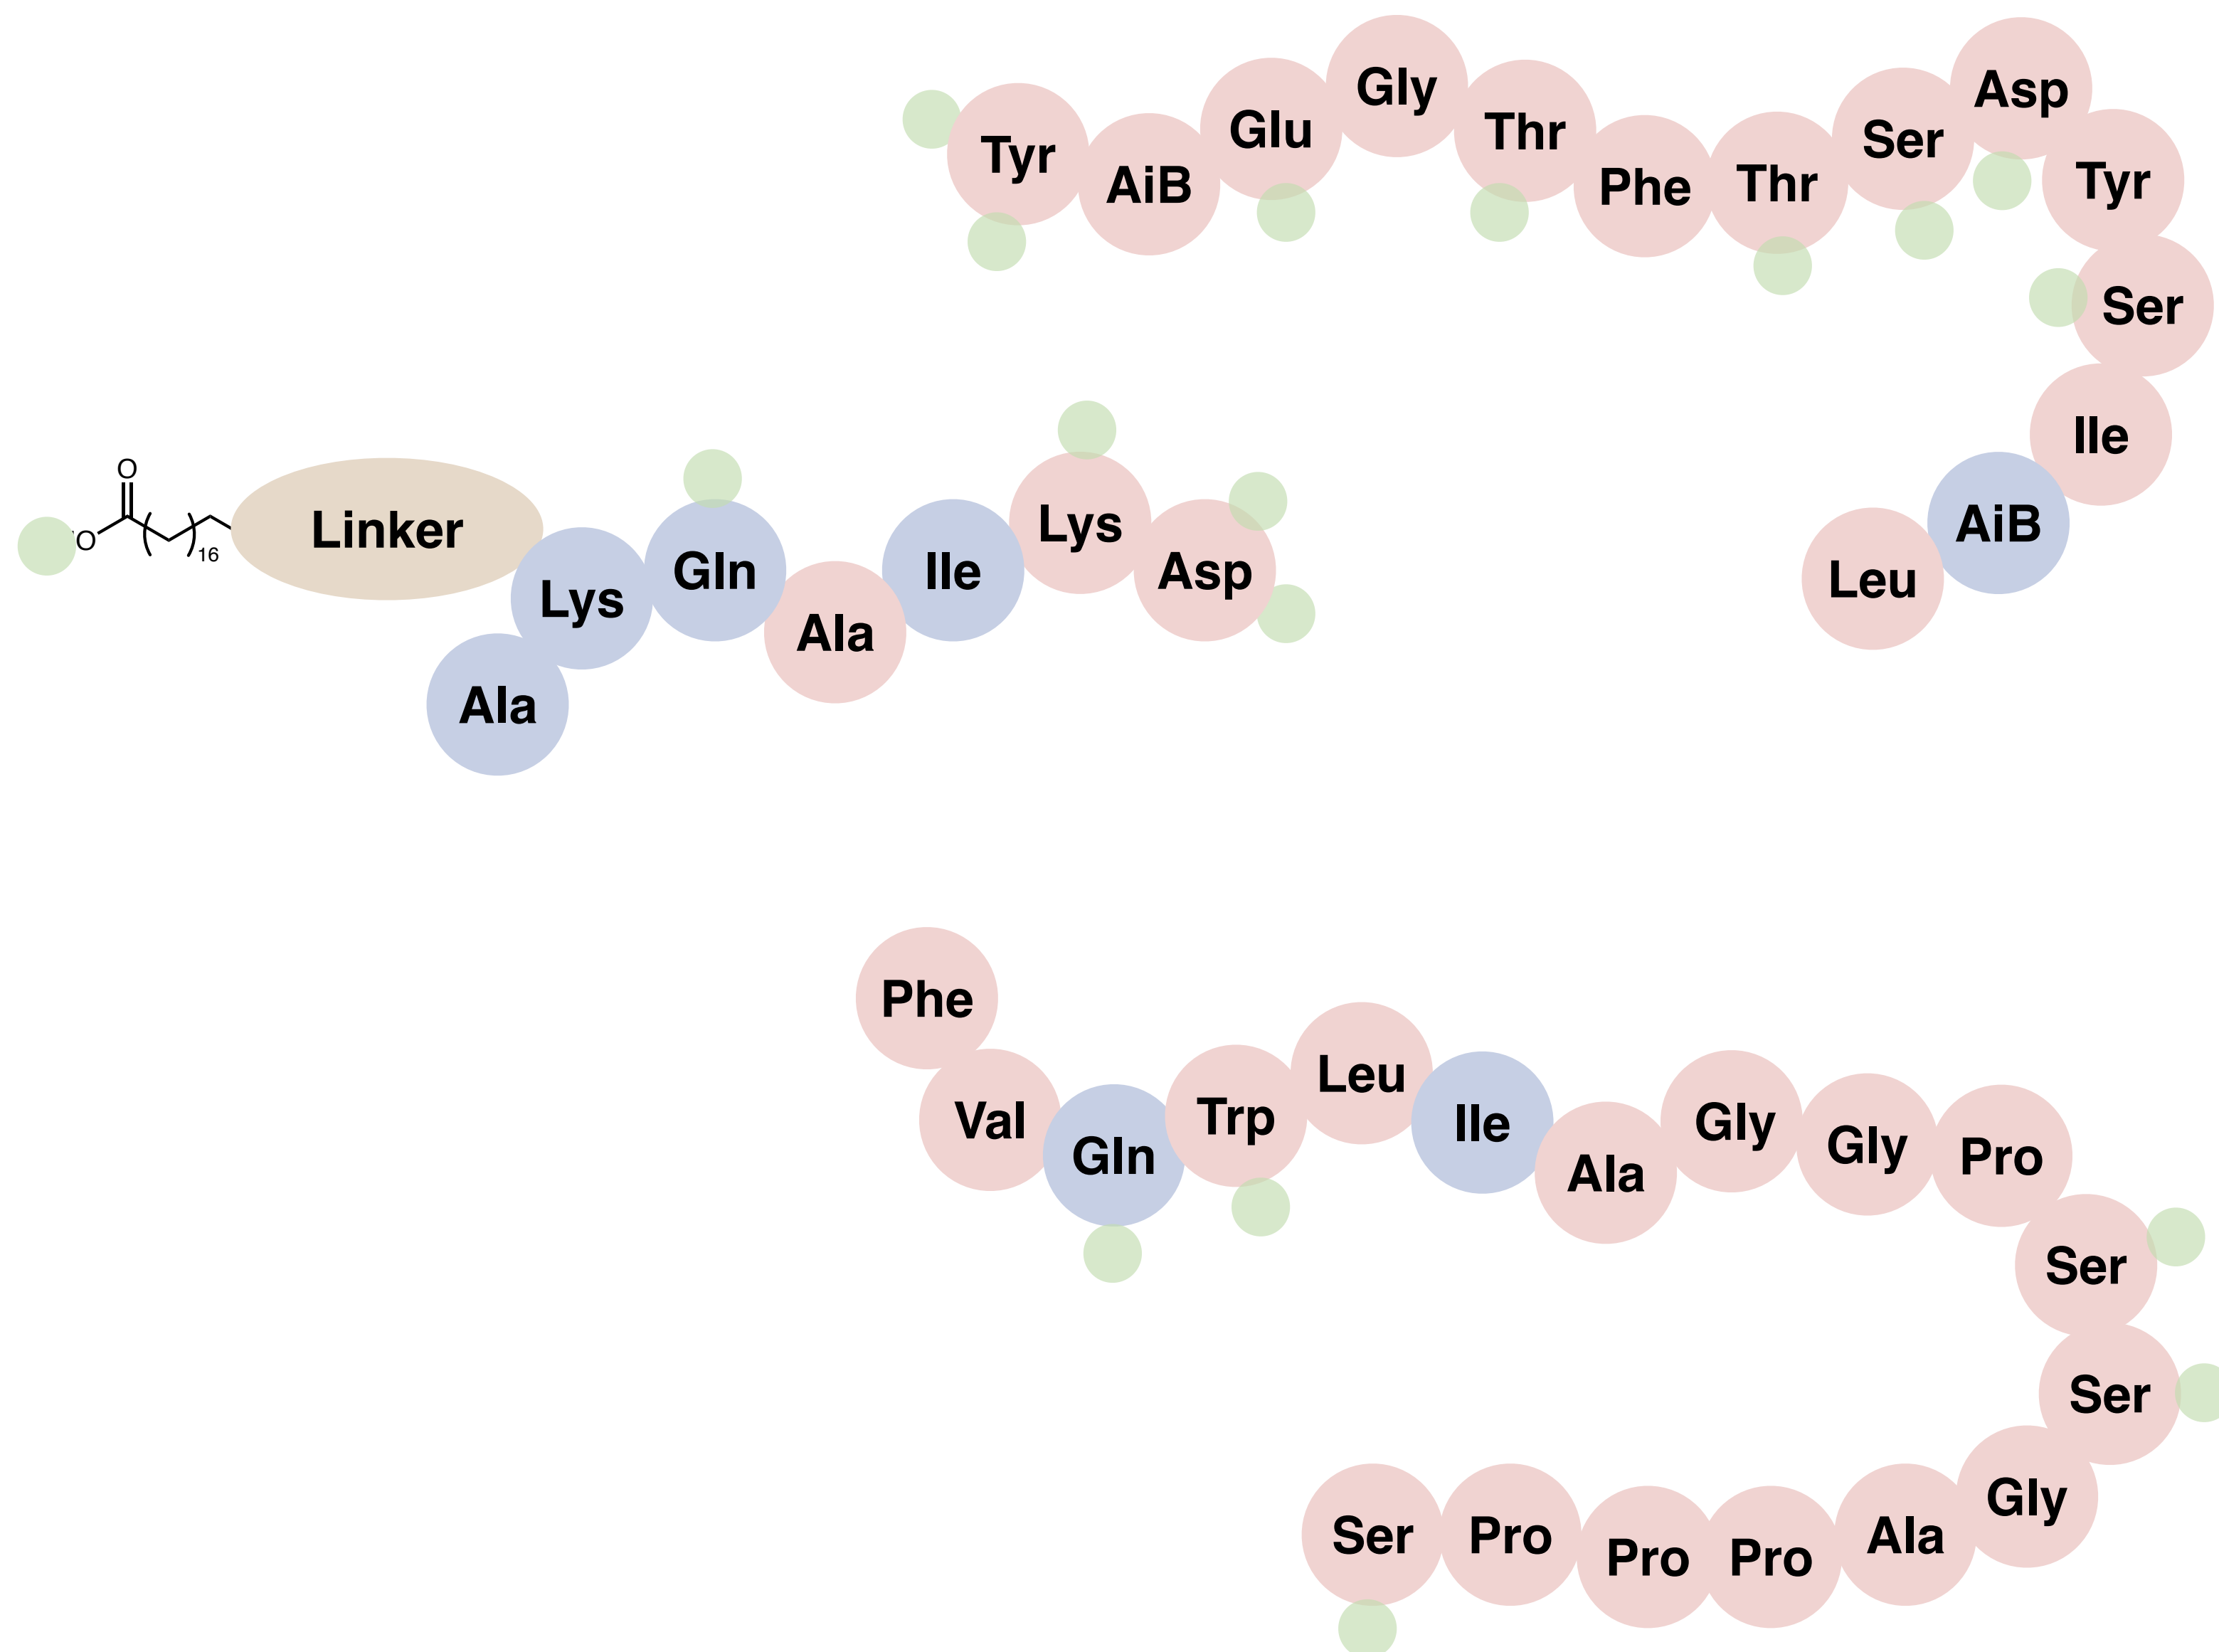 Tyr
AiB
Glu
Gly
Thr
Phe
Thr
Ser
Asp
Tyr
Ser
Ile
AiB
Leu
O
O
16
Linker
Lys
Gln
Ala
Ile
Lys
Asp
Ala
Phe
Val
Gln
Trp
Leu
Ile
Ala
Gly
Gly
Pro
Ser
Ser
Gly
Ala
Pro
Pro
Pro
Ser